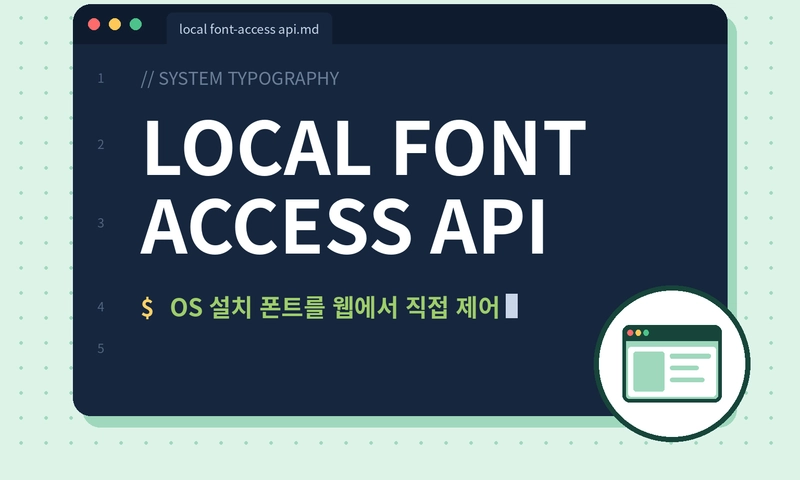 local font-access api.md
1 // SYSTEM TYPOGRAPHY
2 LOCAL FONT
3 ACCESS API
4 $ OS 설치 폰트를 웹에서 직접 제어
5